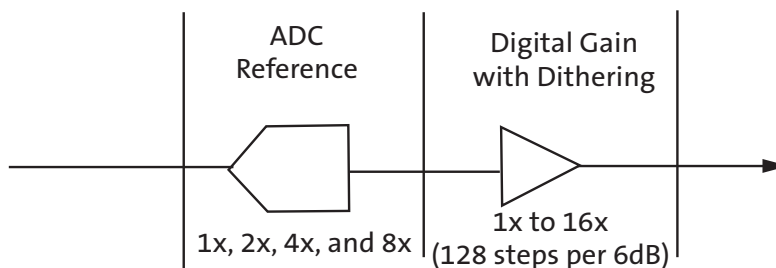 ADC
Reference
1x, 2x, 4x, and 8x
Digital Gain
with Dithering
1x to 16x
(128 steps per 6dB)